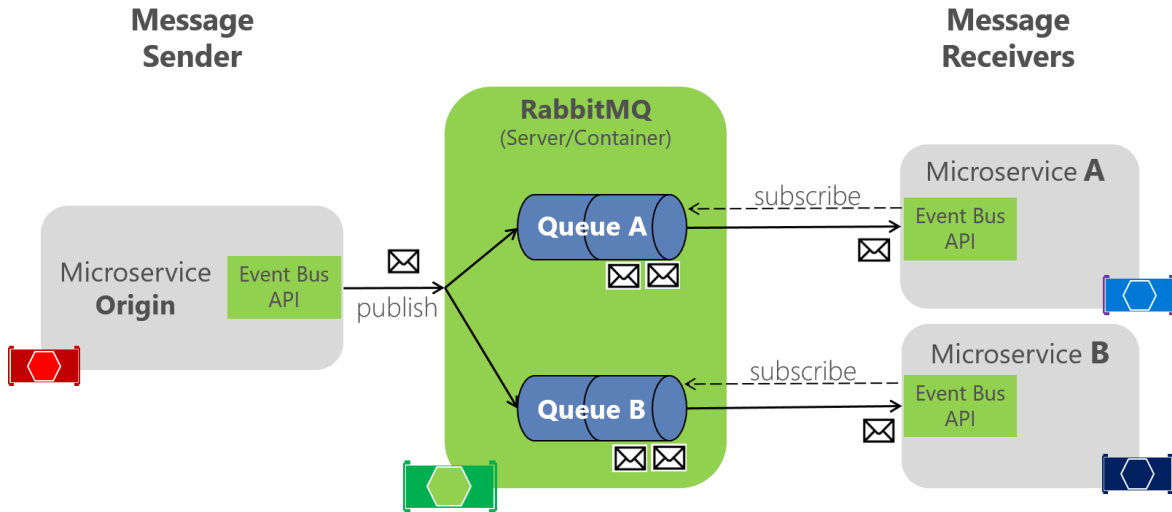 Message
Sender
Message
Receivers
RabbitMQ
(Server/Container)
Microservice
Origin
Event Bus
API
publish
Queue A
Queue B
subscribe
subscribe
Microservice A
Event Bus
API
Microservice B
Event Bus
API